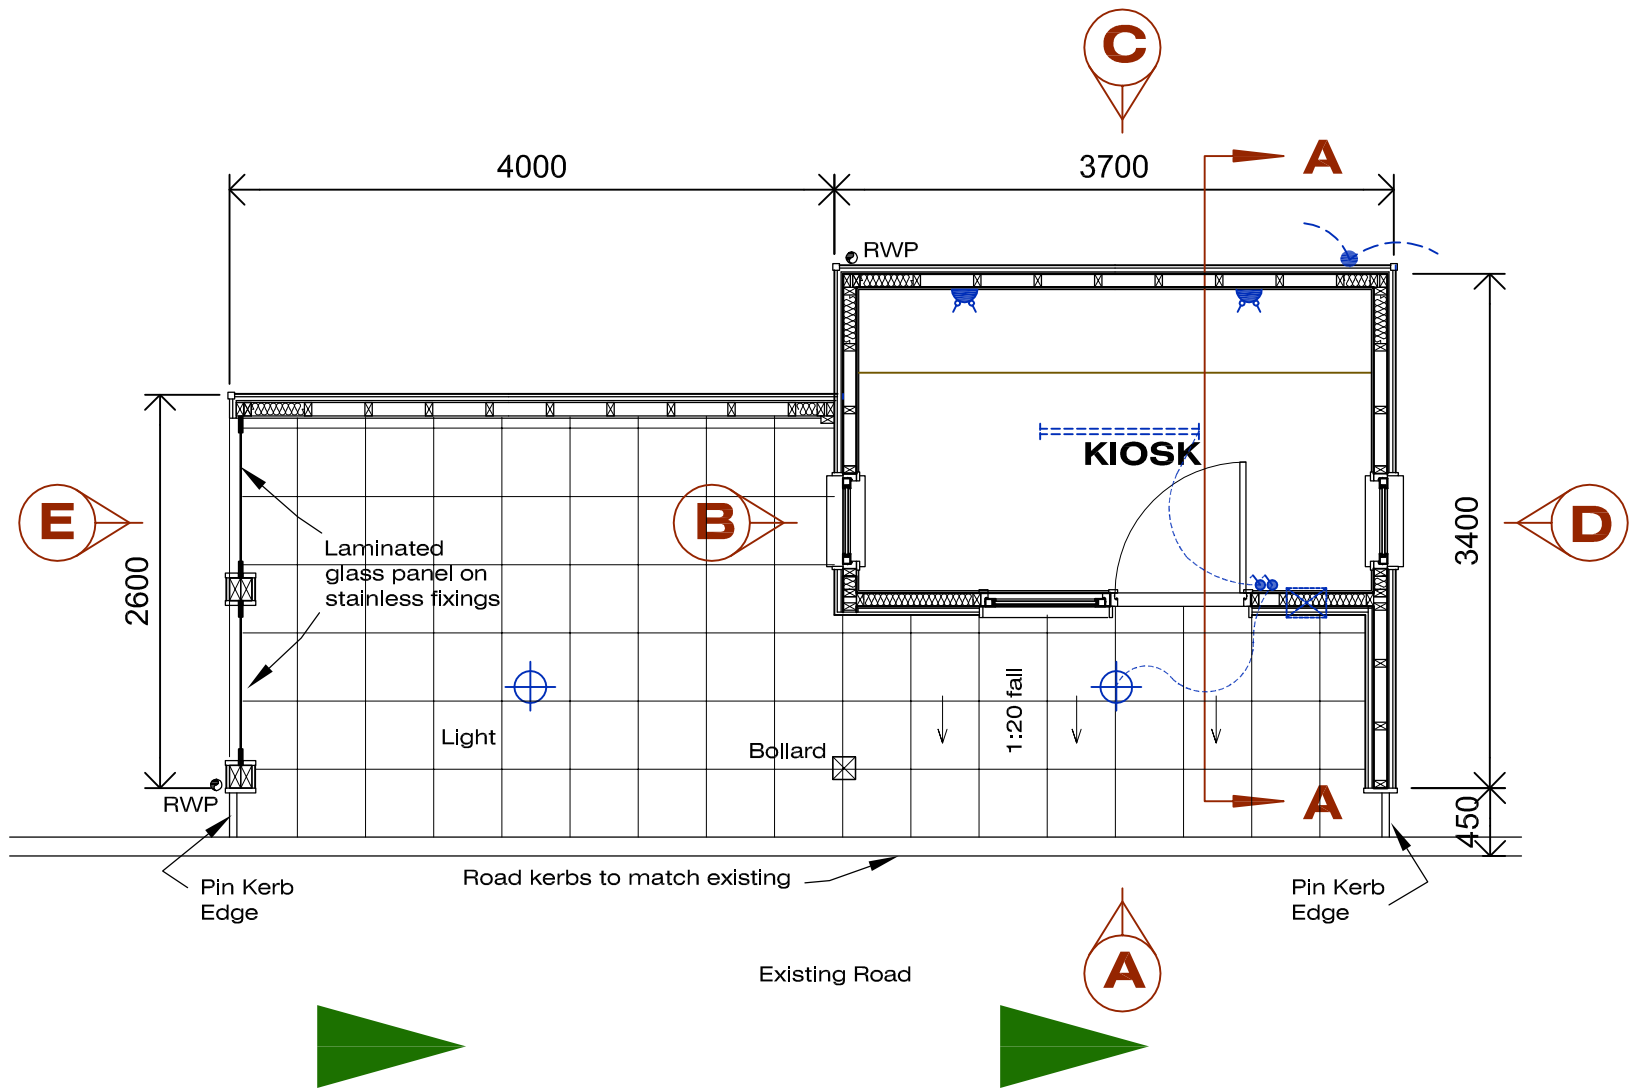 C
4000
3700
A
RWP
KIOSK
E
B
D
Laminated
glass panel on
stainless fixings
2600
3400
1:20 fall
Light
Bollard
RWP
A
450
Pin Kerb
Edge
Road kerbs to match existing
Pin Kerb
Edge
Existing Road
A